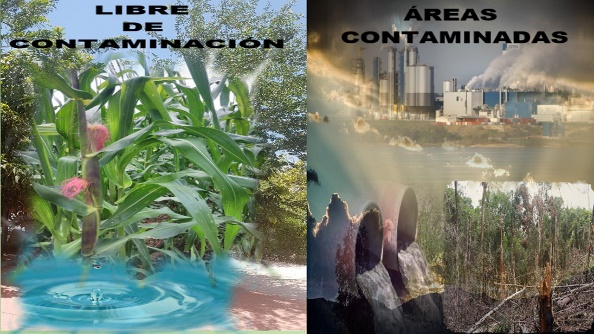 LIBRE
DE
CONTAMINACIÓN
ÁREAS
CONTAMINADAS